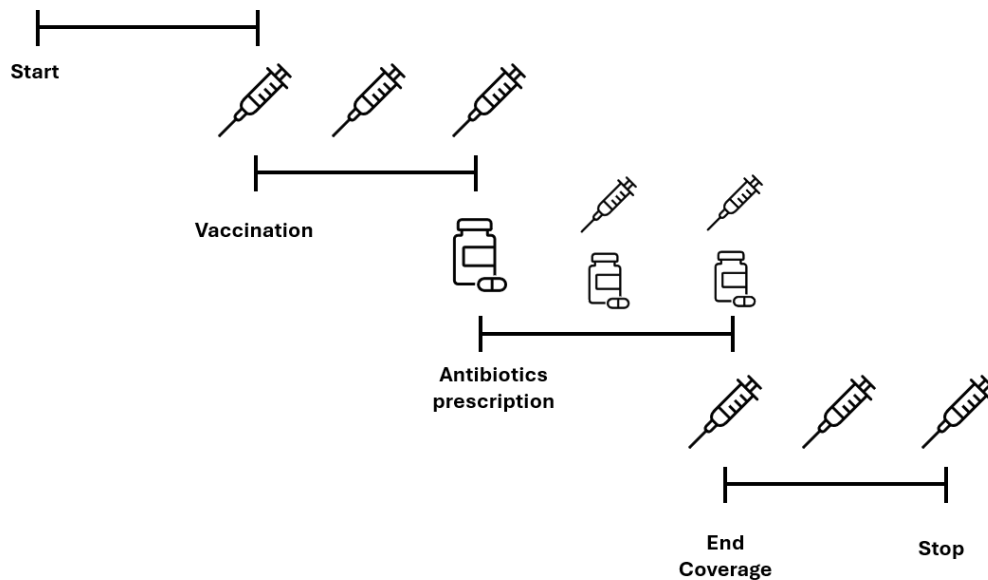 Start
Vaccination
Antibiotics
prescription
End
Coverage
Stop